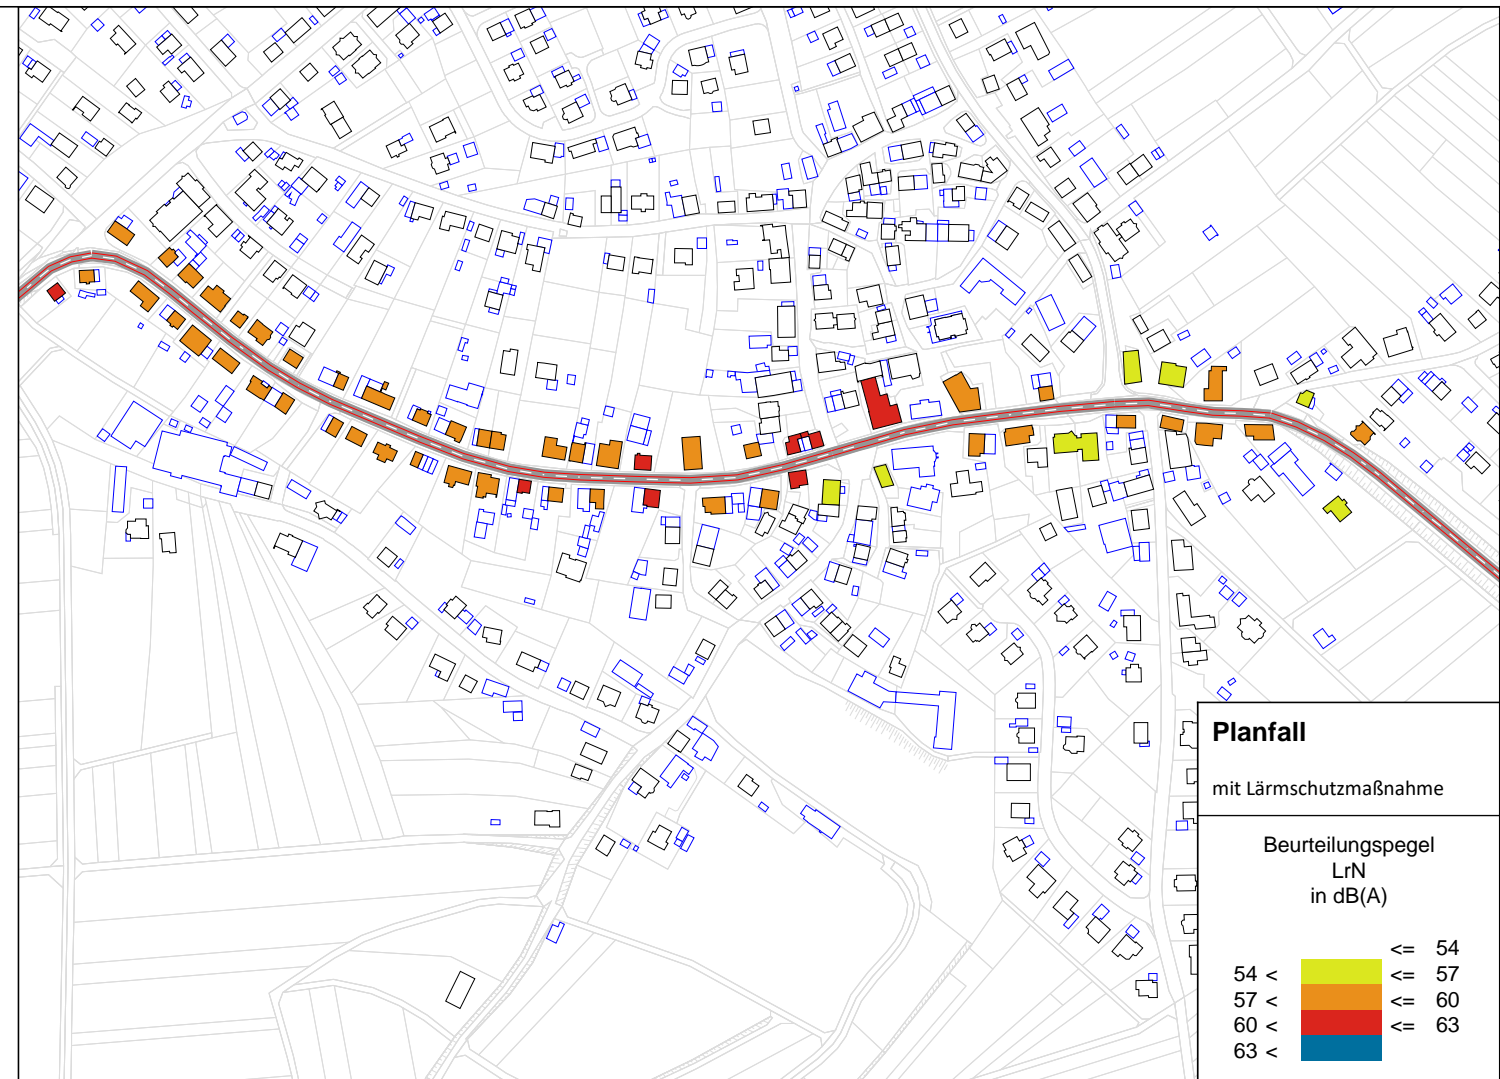 Planfall
mit Lärmschutzmaßnahme
Beurteilungspegel
LrN
in dB(A)
<= 54
54 < <= 57
57 < <= 60
60 < <= 63
63 <